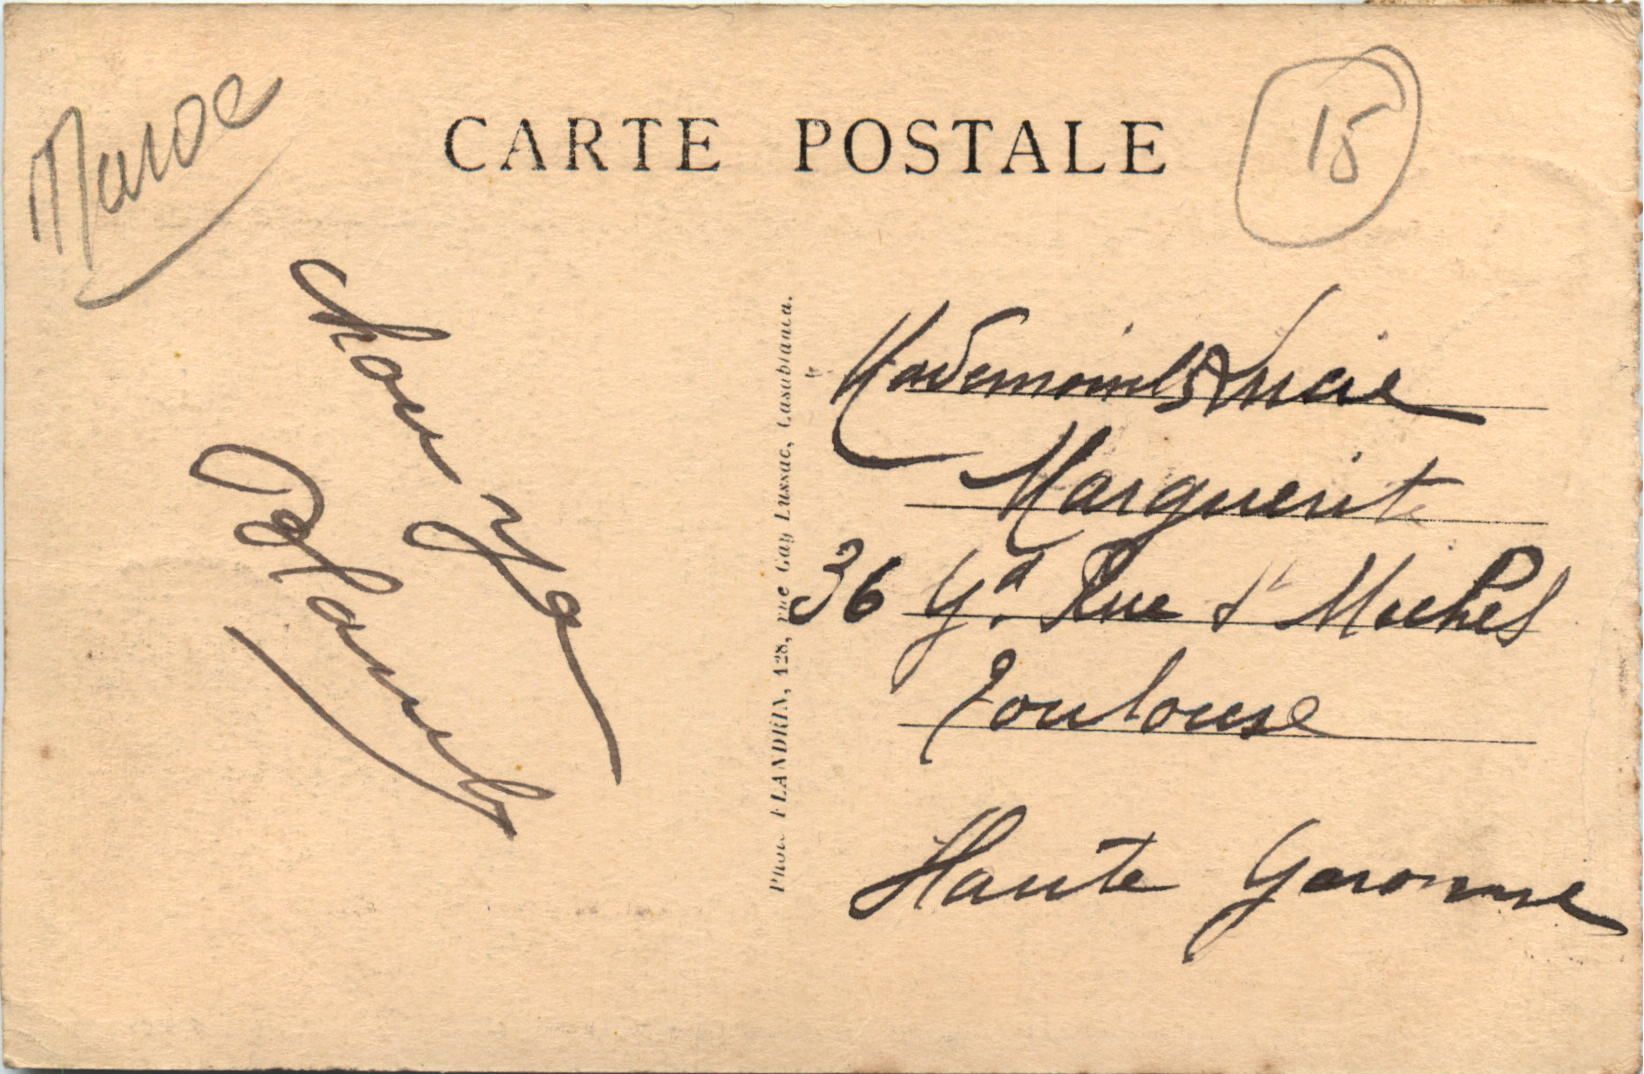 Maroc
CARTE POSTALE
15
Photo FLANDRIN, 128, rue Gay Lussac, Casablanca.
Mademoiselle Lucie
Marguerite
36 Gd. Rue St Michel
Toulouse
Haute Garonne